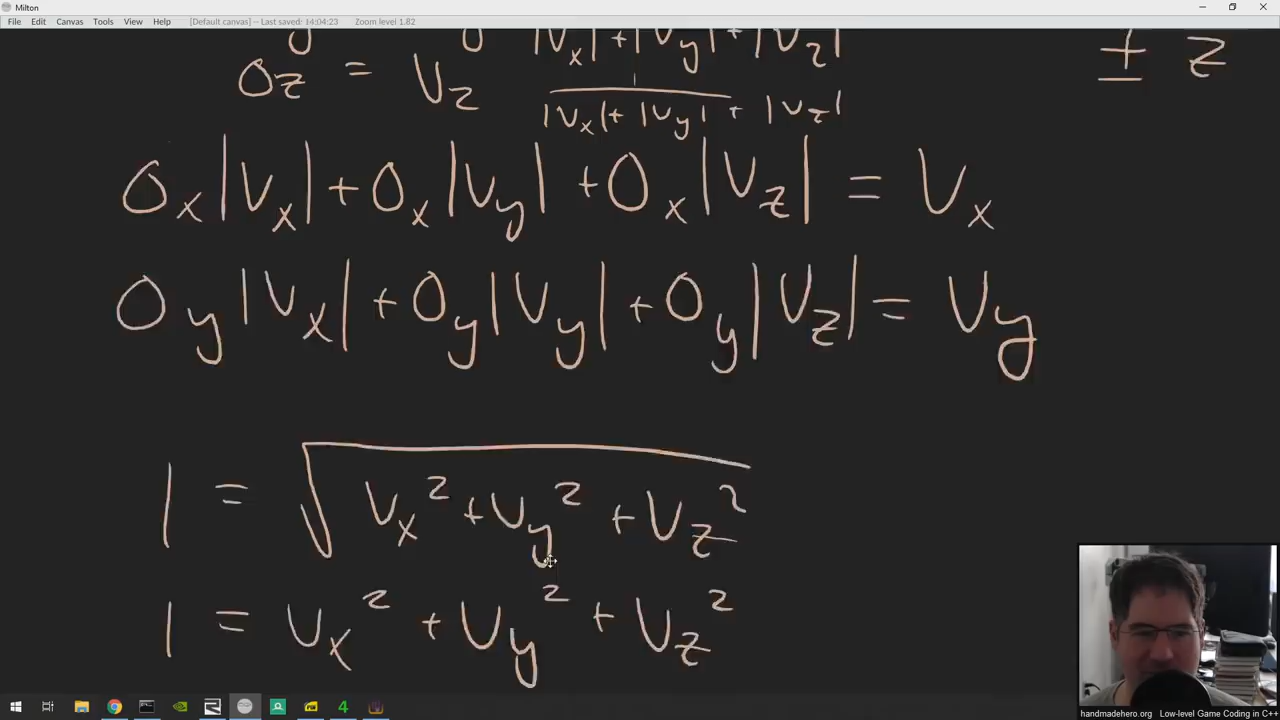 Milton
File Edit Canvas Tools View Help [Default canvas] -- Last saved: 14:04:23 Zoom level 1.82
|Vx| + |Vy| + |Vz|
Oz = Vz
± z
|Vx| + |Vy| + |Vz|
Ox|Vx| + Ox|Vy| + Ox|Vz| = Vx
Oy|Vx| + Oy|Vy| + Oy|Vz| = Vy
1 = √Vx² + Vy² + Vz²
1 = Vx² + Vy² + Vz²
handmadehero.org Low-level Game Coding in C++